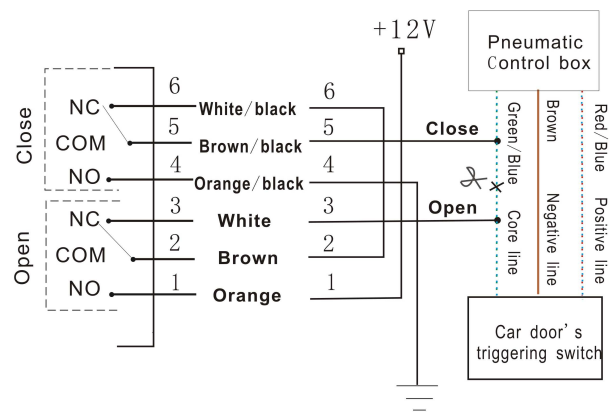 +12V
Pneumatic
Control box
Close
NC
COM
NO
6
White/black
6
5
Brown/black
5
Close
4
Orange/black
4
Open
NC
COM
NO
3
White
3
Open
2
Brown
2
1
Orange
1
Green/Blue
Core line
Brown
Negative line
Red/Blue
Positive line
Car door's
triggering switch